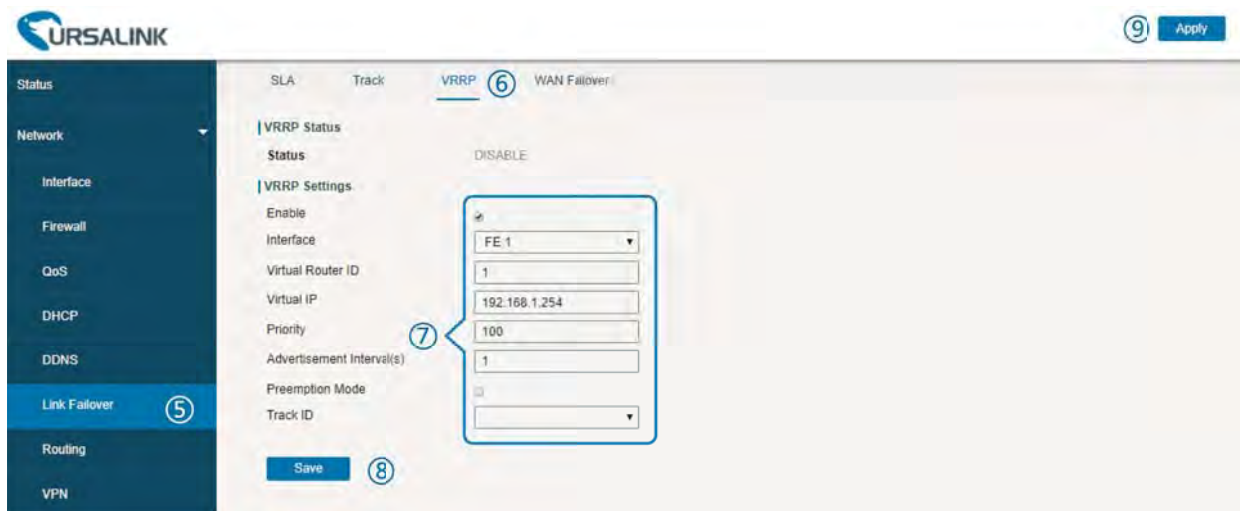 URSALINK
⑨ Apply
Status
Network
Interface
Firewall
QoS
DHCP
DDNS
Link Failover ⑤
Routing
VPN
SLA Track VRRP ⑥ WAN Failover
VRRP Status
Status DISABLE
VRRP Settings
Enable
Interface FE 1
Virtual Router ID 1
Virtual IP 192.168.1.254
Priority ⑦ 100
Advertisement Interval(s) 1
Preemption Mode
Track ID
Save ⑧